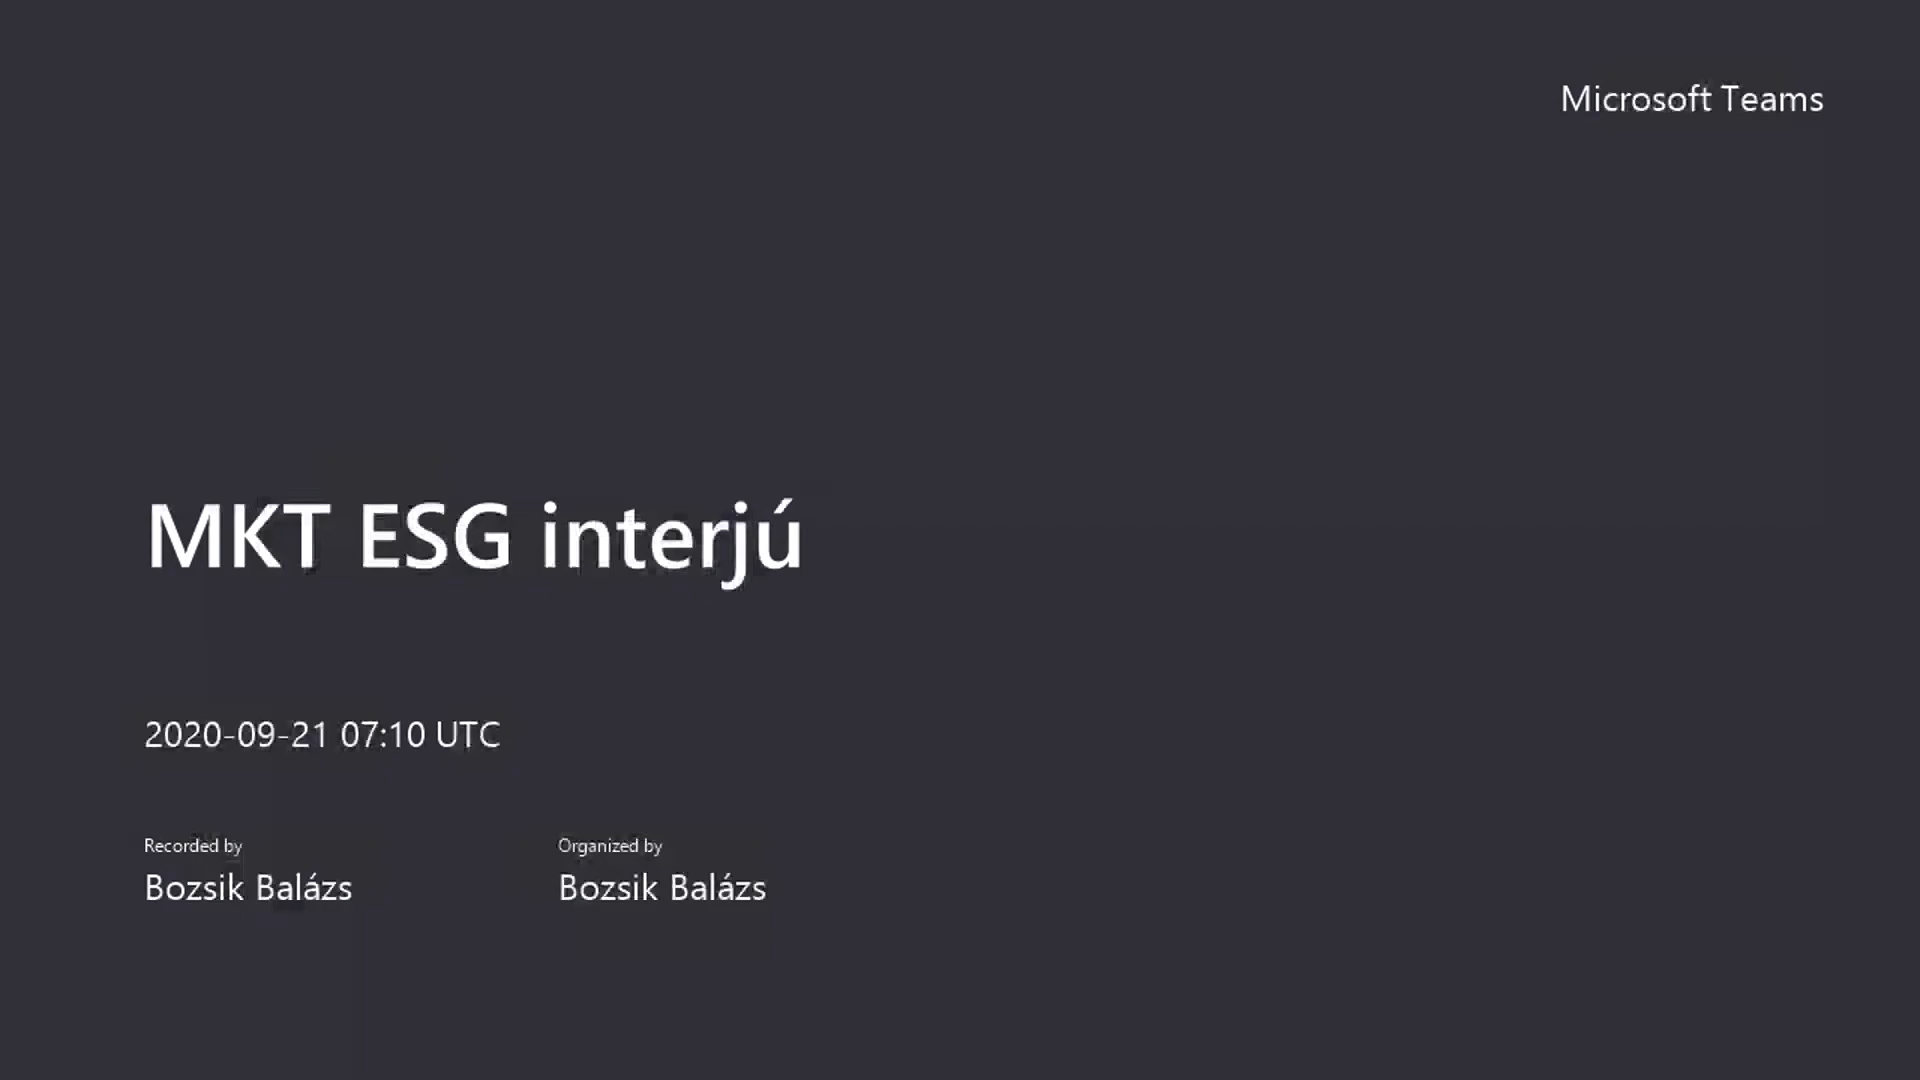 Microsoft Teams
MKT ESG interjú
2020-09-21 07:10 UTC
Recorded by
Bozsik Balázs
Organized by
Bozsik Balázs